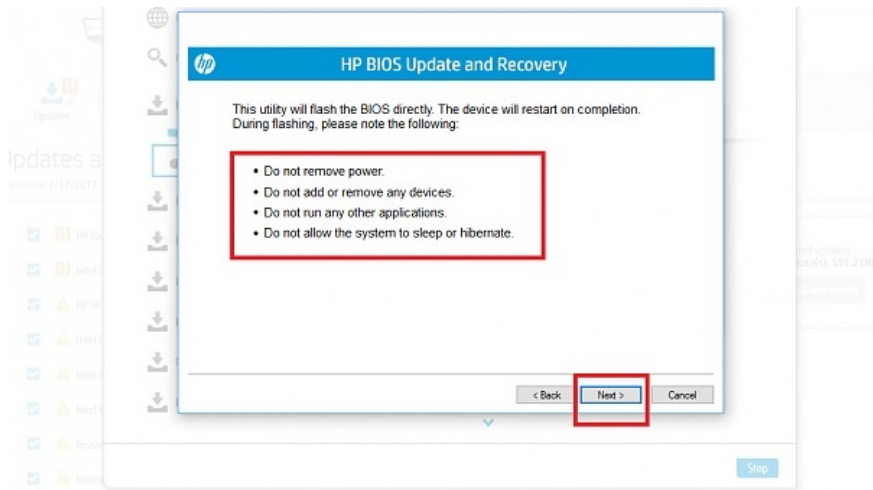 HP BIOS Update and Recovery
This utility will flash the BIOS directly. The device will restart on completion.
During flashing, please note the following:
• Do not remove power.
• Do not add or remove any devices.
• Do not run any other applications.
• Do not allow the system to sleep or hibernate.
< Back Next > Cancel
Stop
Updates